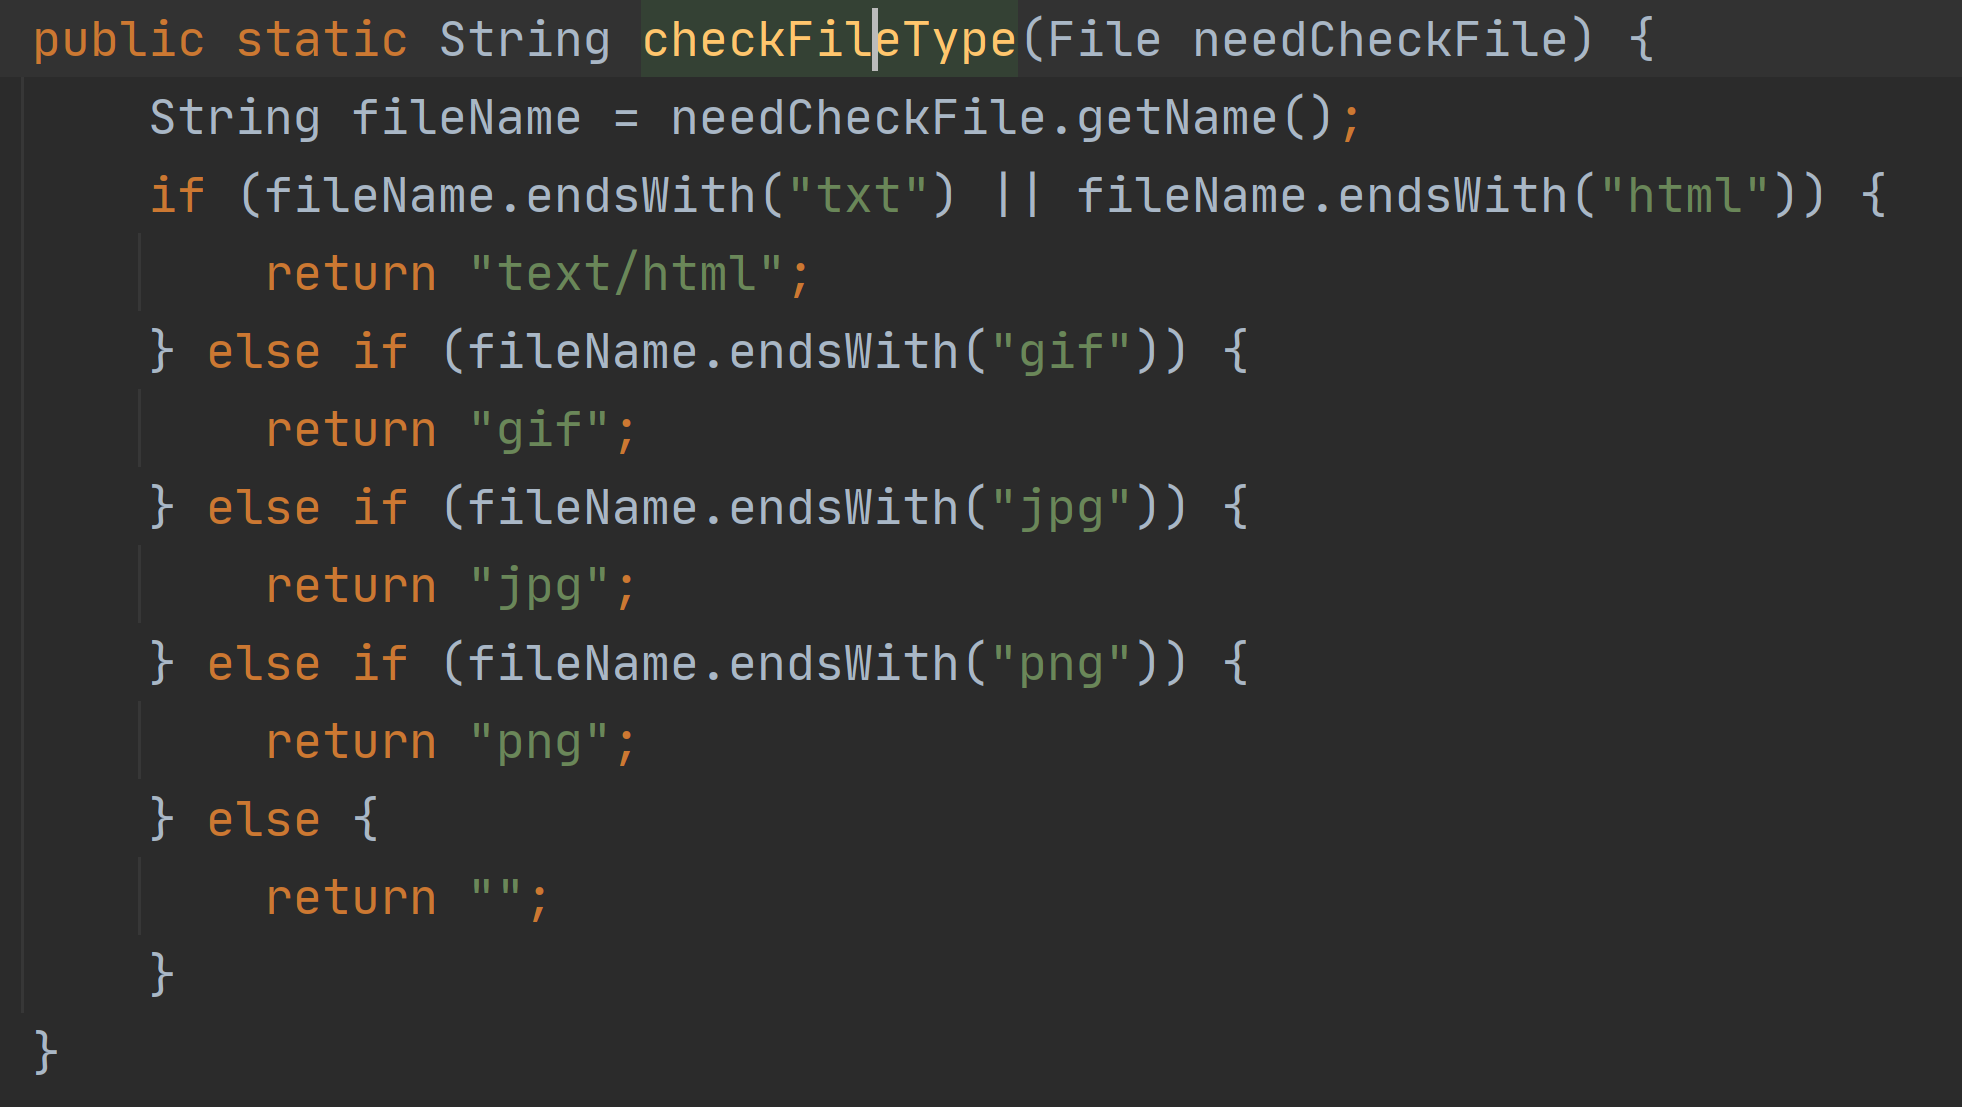 public static String checkFileType(File needCheckFile) {
    String fileName = needCheckFile.getName();
    if (fileName.endsWith("txt") || fileName.endsWith("html")) {
        return "text/html";
    } else if (fileName.endsWith("gif")) {
        return "gif";
    } else if (fileName.endsWith("jpg")) {
        return "jpg";
    } else if (fileName.endsWith("png")) {
        return "png";
    } else {
        return "";
    }
}